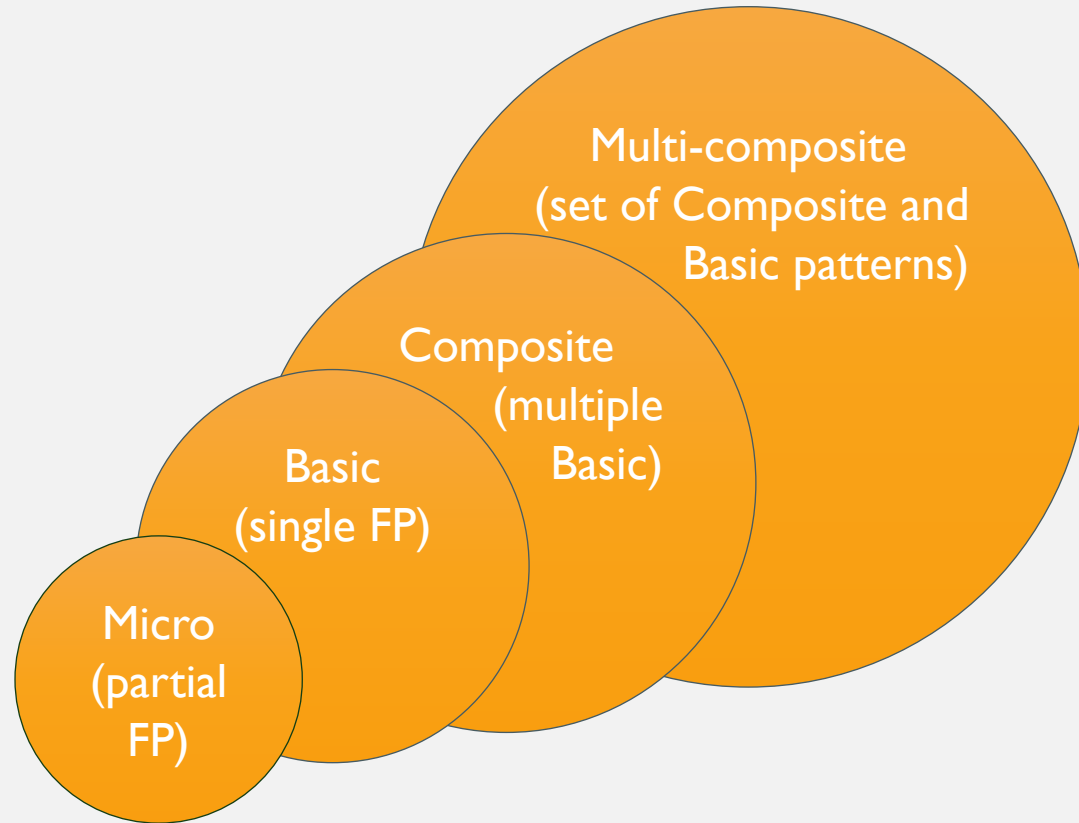 Multi-composite
(set of Composite and
Basic patterns)
Composite
(multiple
Basic)
Basic
(single FP)
Micro
(partial
FP)